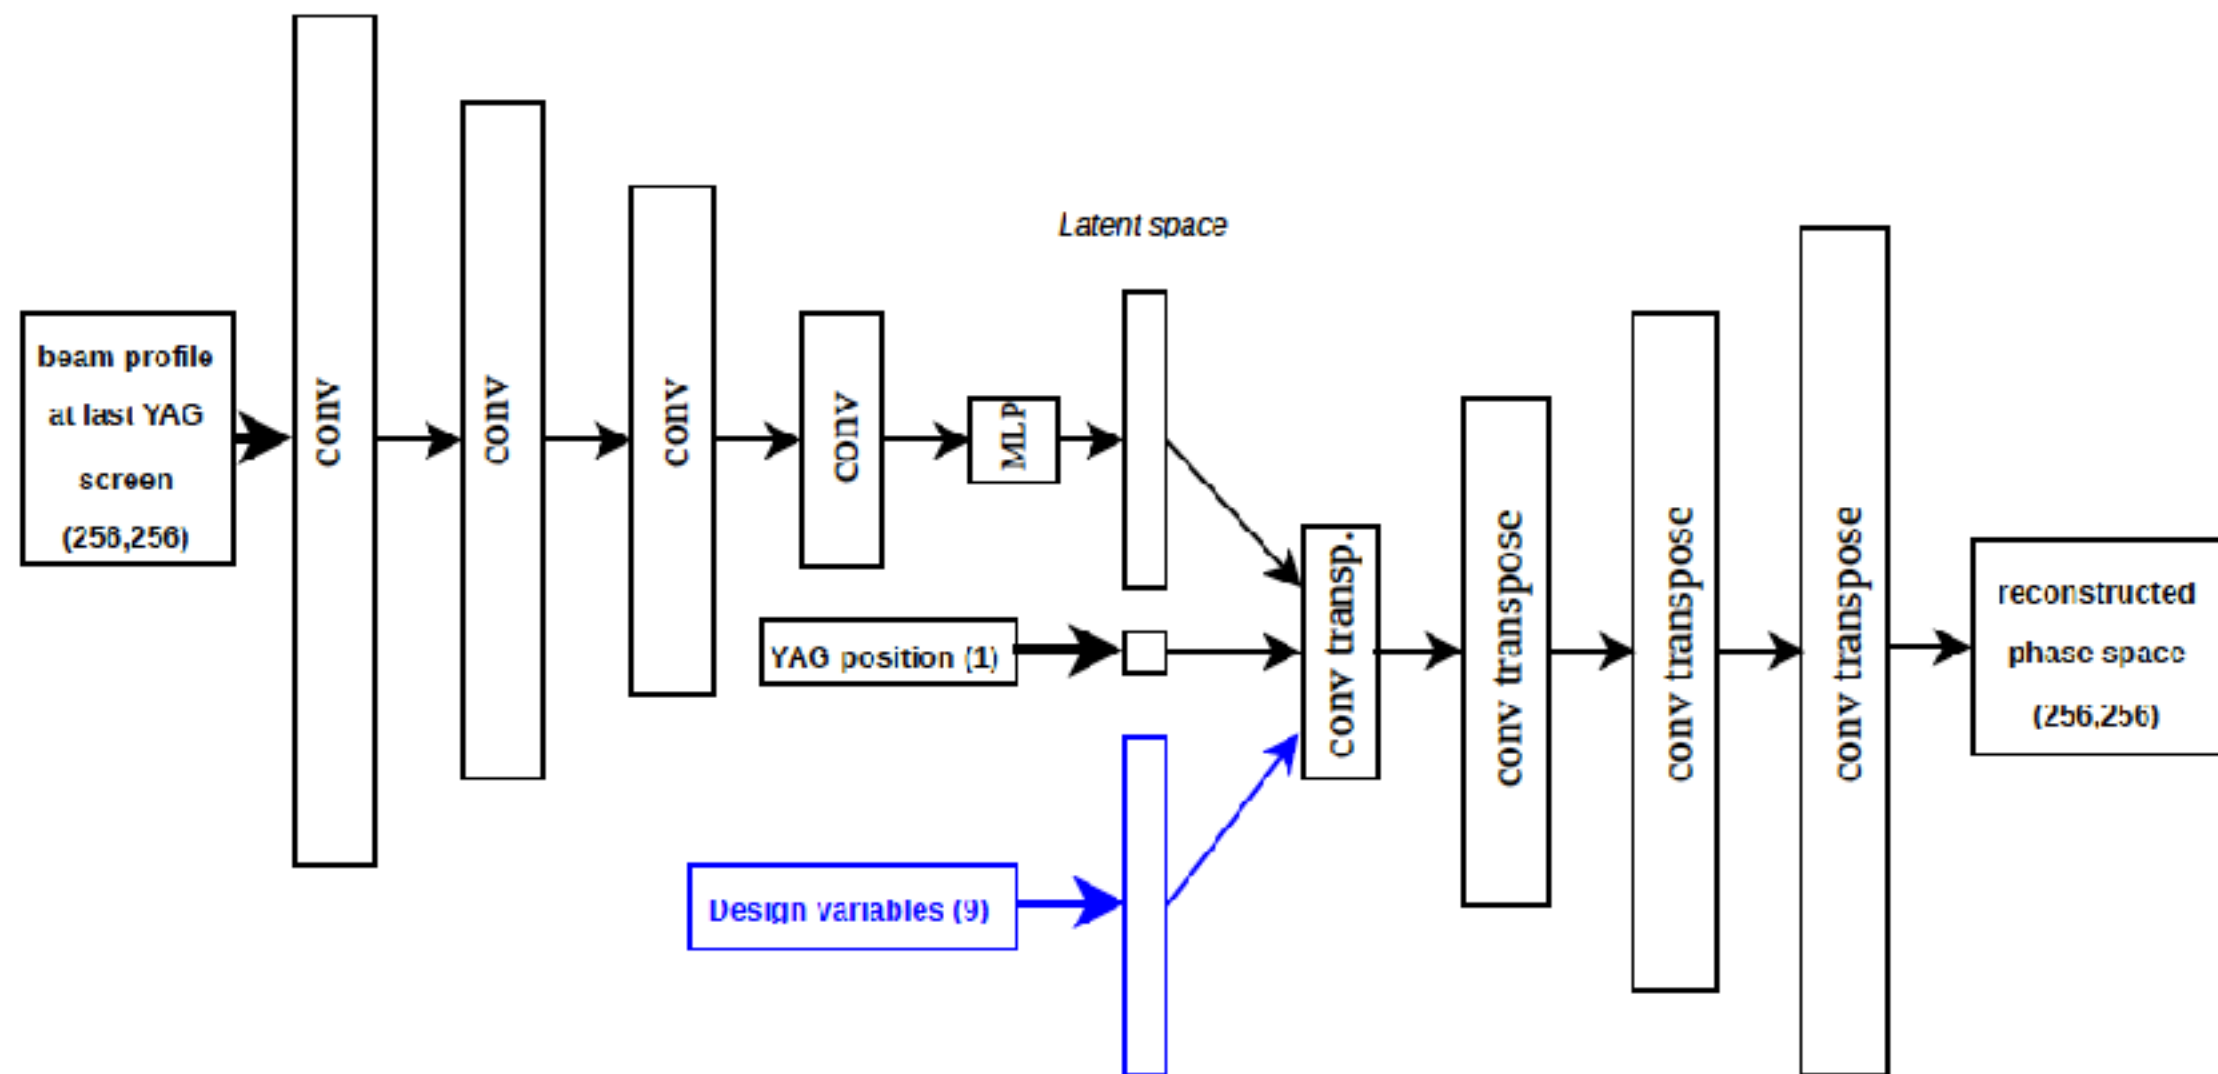 beam profile
at last YAG
screen
(256,256)
conv
conv
conv
conv
MLP
Latent space
YAG position (1)
Design variables (9)
conv transp.
conv transpose
conv transpose
conv transpose
reconstructed
phase space
(256,256)